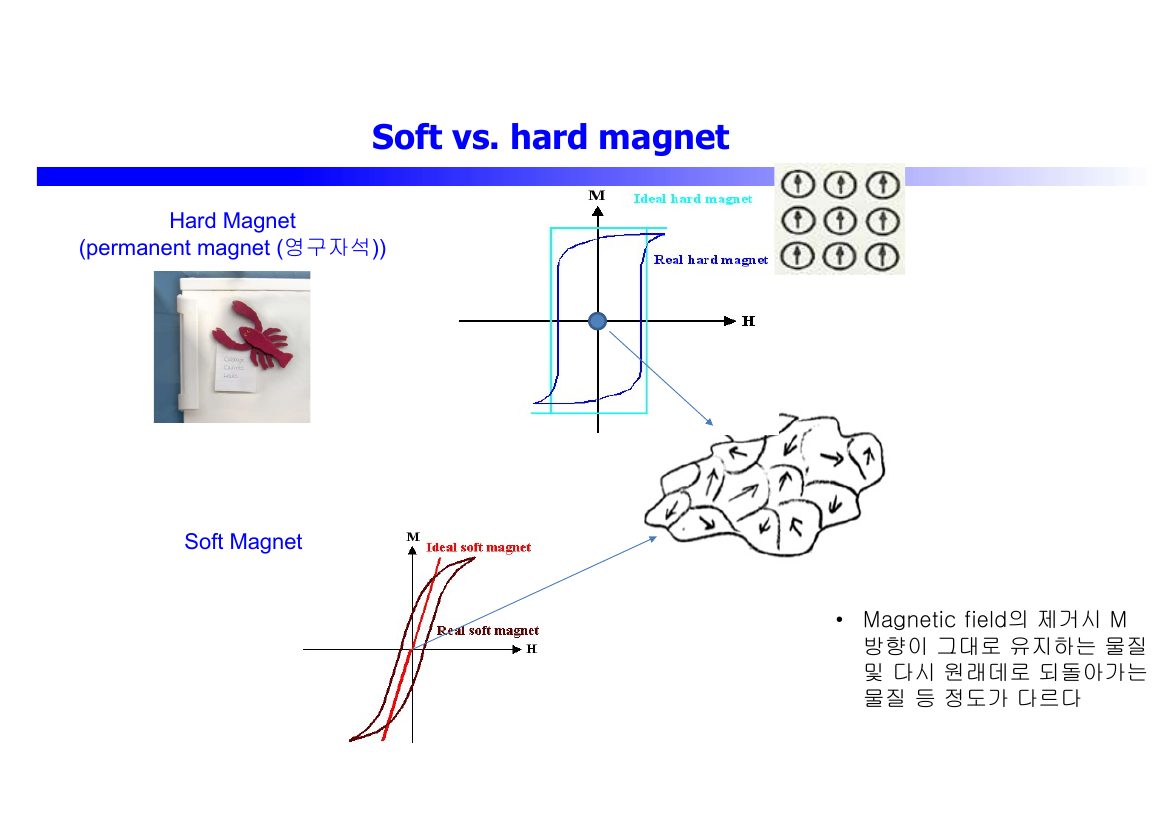 Soft vs. hard magnet
Hard Magnet
(permanent magnet (영구자석))
M
Ideal hard magnet
Real hard magnet
H
Cabbage
Carrots
Leeks
Soft Magnet
M
Ideal soft magnet
Real soft magnet
H
• Magnetic field의 제거시 M
방향이 그대로 유지하는 물질
및 다시 원래데로 되돌아가는
물질 등 정도가 다르다